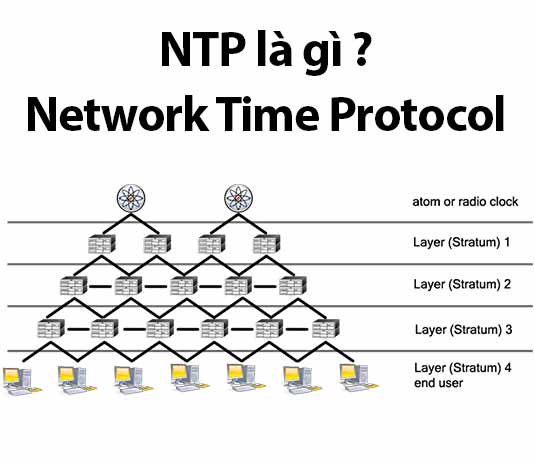 NTP là gì ?
Network Time Protocol
atom or radio clock
Layer (Stratum) 1
Layer (Stratum) 2
Layer (Stratum) 3
Layer (Stratum) 4
end user